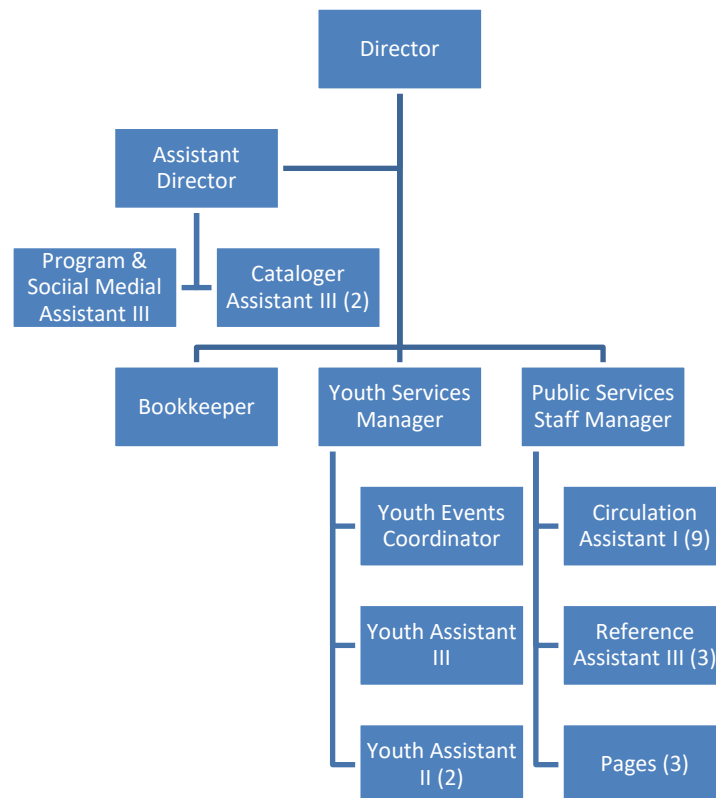 Director
Assistant
Director
Program &
Sociial Medial
Assistant III
Cataloger
Assistant III (2)
Bookkeeper
Youth Services
Manager
Public Services
Staff Manager
Youth Events
Coordinator
Circulation
Assistant I (9)
Youth Assistant
III
Reference
Assistant III (3)
Youth Assistant
II (2)
Pages (3)